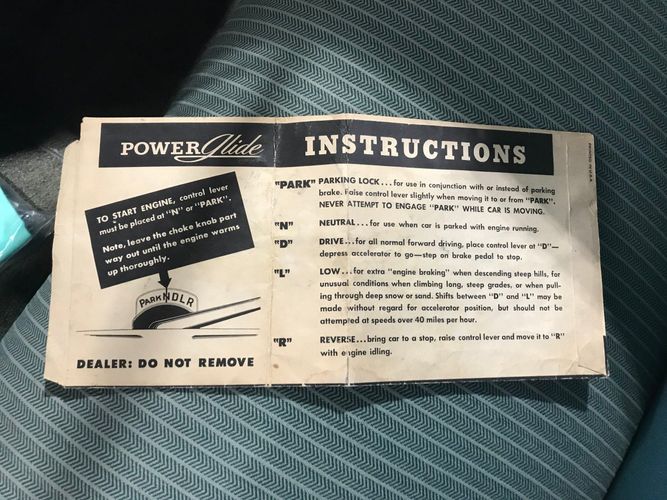 POWERGlide INSTRUCTIONS
TO START ENGINE, control lever
must be placed at "N" or "PARK".
Note, leave the choke knob part
way out until the engine warms
up thoroughly.
PARK N D L R
DEALER: DO NOT REMOVE
"PARK" PARKING LOCK...for use in conjunction with or instead of parking
brake. Raise control lever slightly when moving it to or from "PARK".
NEVER ATTEMPT TO ENGAGE "PARK" WHILE CAR IS MOVING.
"N" NEUTRAL...for use when car is parked with engine running.
"D" DRIVE...for all normal forward driving, place control lever at "D"—
depress accelerator to go—step on brake pedal to stop.
"L" LOW...for extra "engine braking" when descending steep hills, for
unusual conditions when climbing long, steep grades, or when pull-
ing through deep snow or sand. Shifts between "D" and "L" may be
made without regard for accelerator position, but should not be
attempted at speeds over 40 miles per hour.
"R" REVERSE...bring car to a stop, raise control lever and move it to "R"
with engine idling.
PRINTED IN U.S.A.